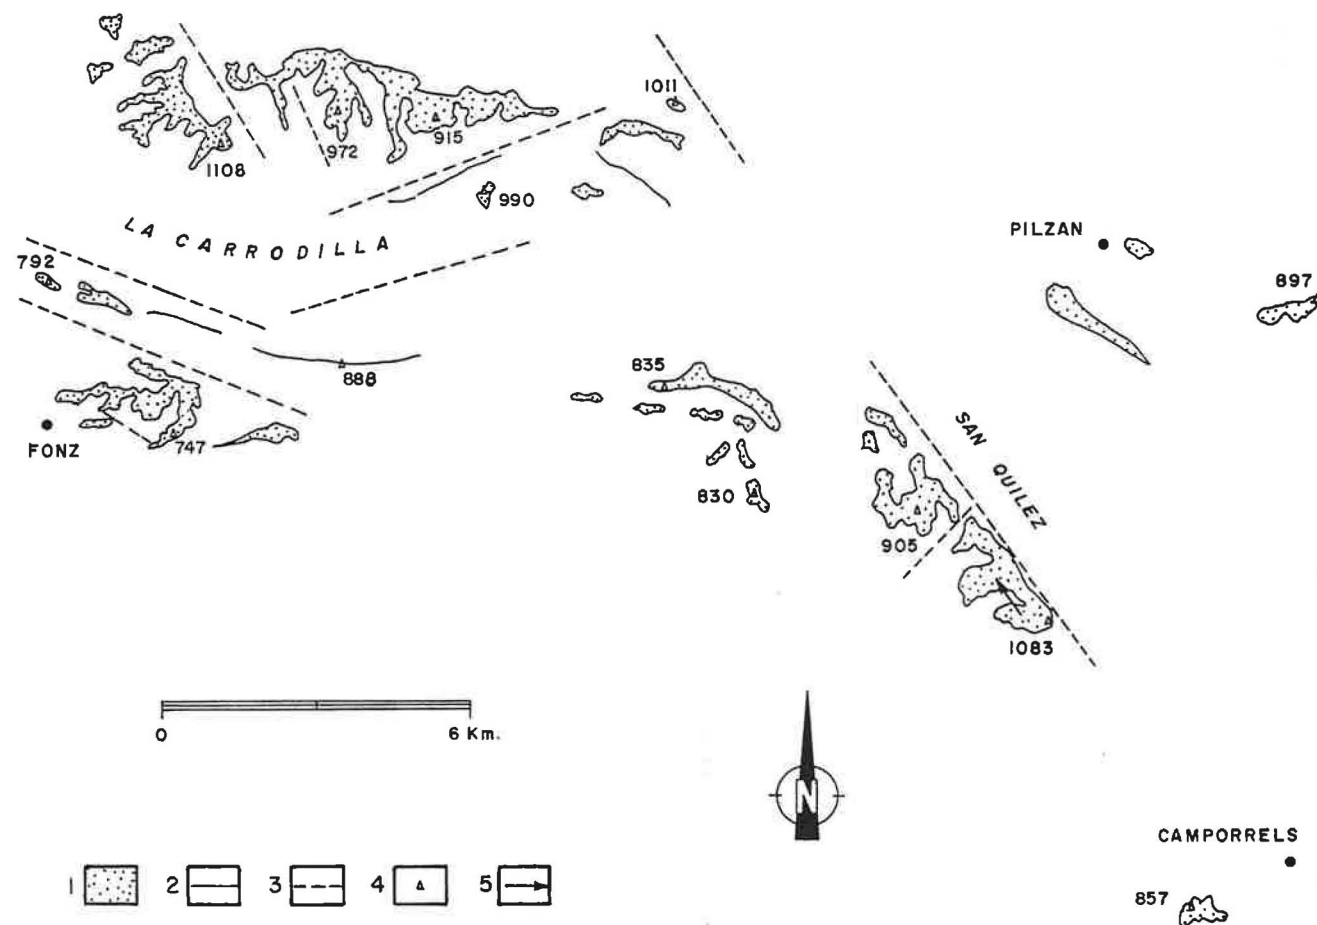 1011
915
972
1108
990
LA CARRODILLA
PILZAN
792
897
888
835
FONZ
747
SAN QUILEZ
830
905
1083
0 6 Km.
N
CAMPORRELS
1 2 3 4 5
857